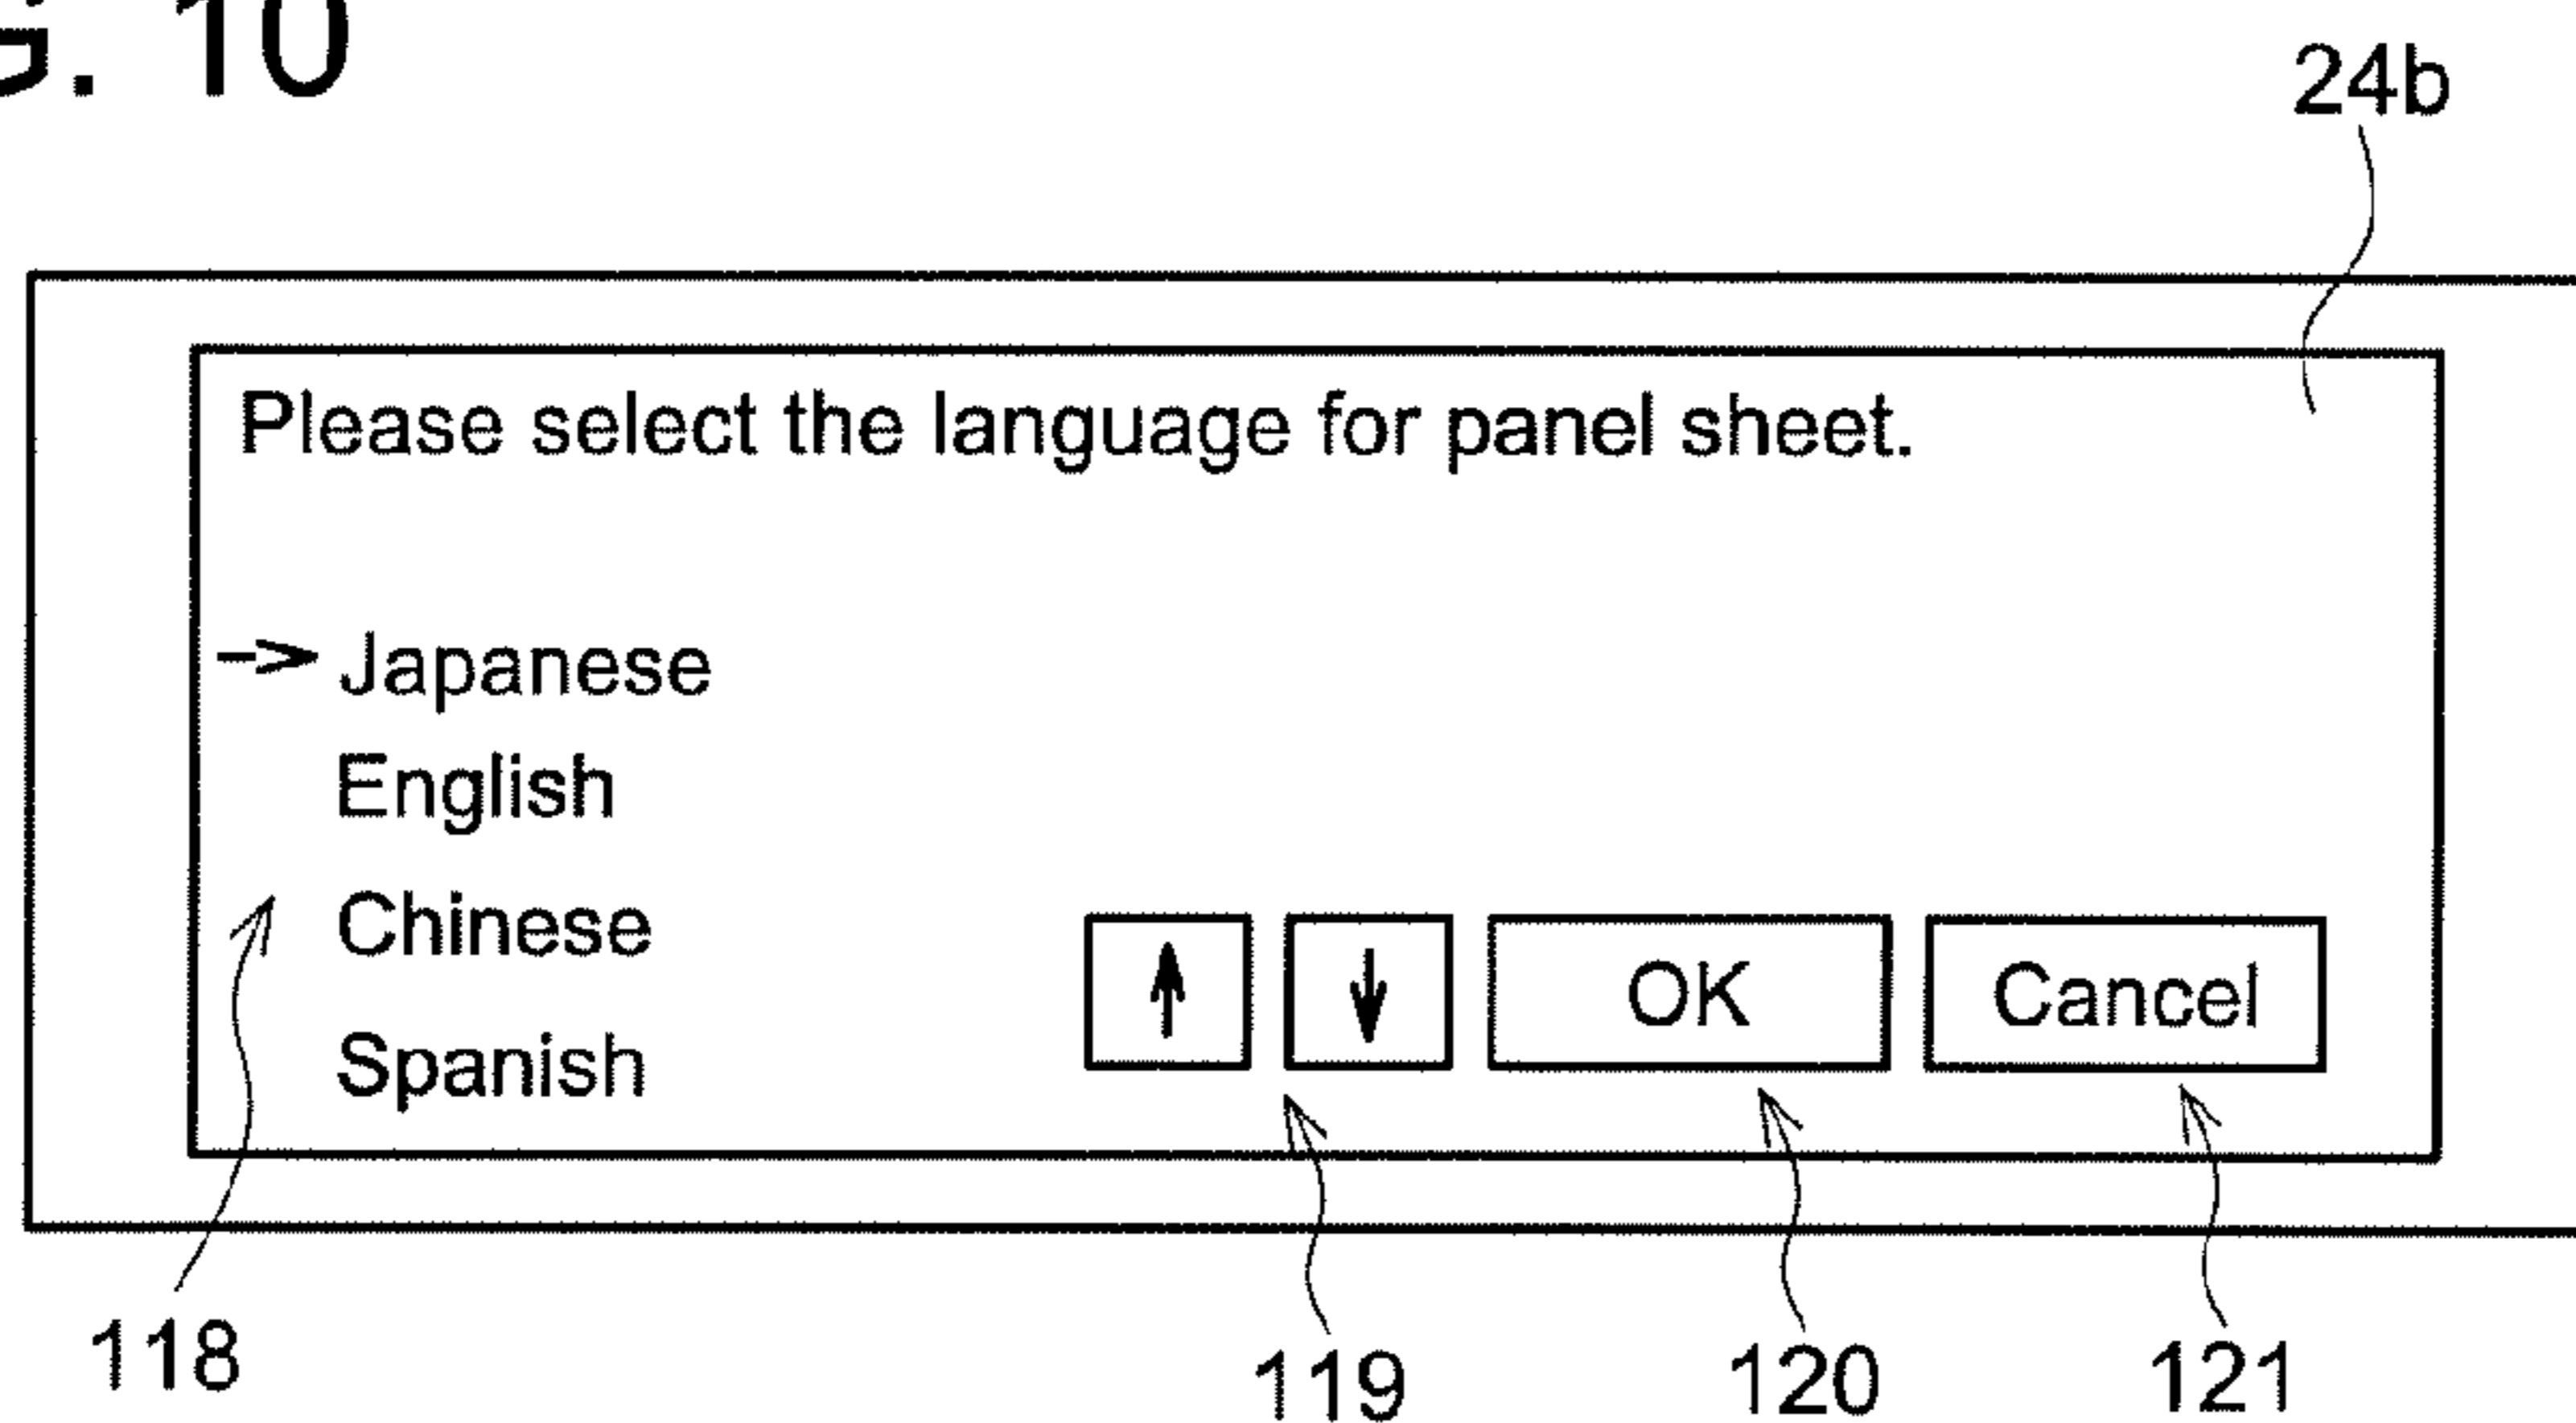 G. 10
24b
Please select the language for panel sheet.
-> Japanese
English
Chinese
Spanish
↑ ↓ OK Cancel
118 119 120 121